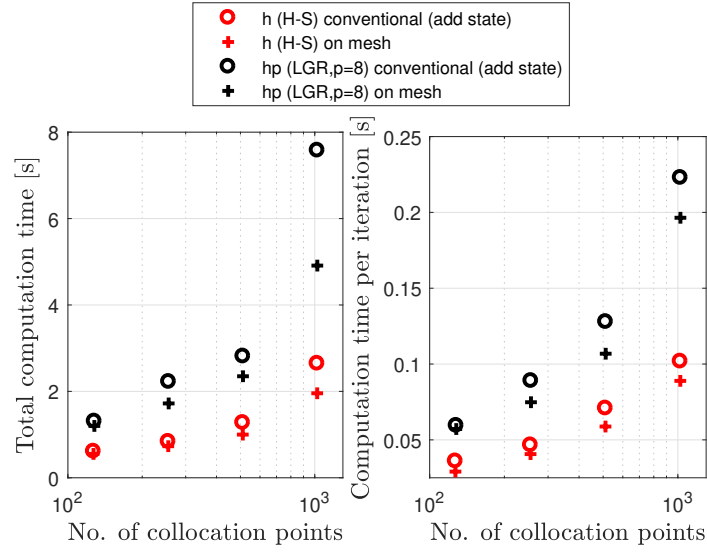 h (H-S) conventional (add state)
h (H-S) on mesh
hp (LGR,p=8) conventional (add state)
hp (LGR,p=8) on mesh
Total computation time [s]
8
6
4
2
0
10^2
10^3
No. of collocation points
Computation time per iteration [s]
0.25
0.2
0.15
0.1
0.05
10^2
10^3
No. of collocation points